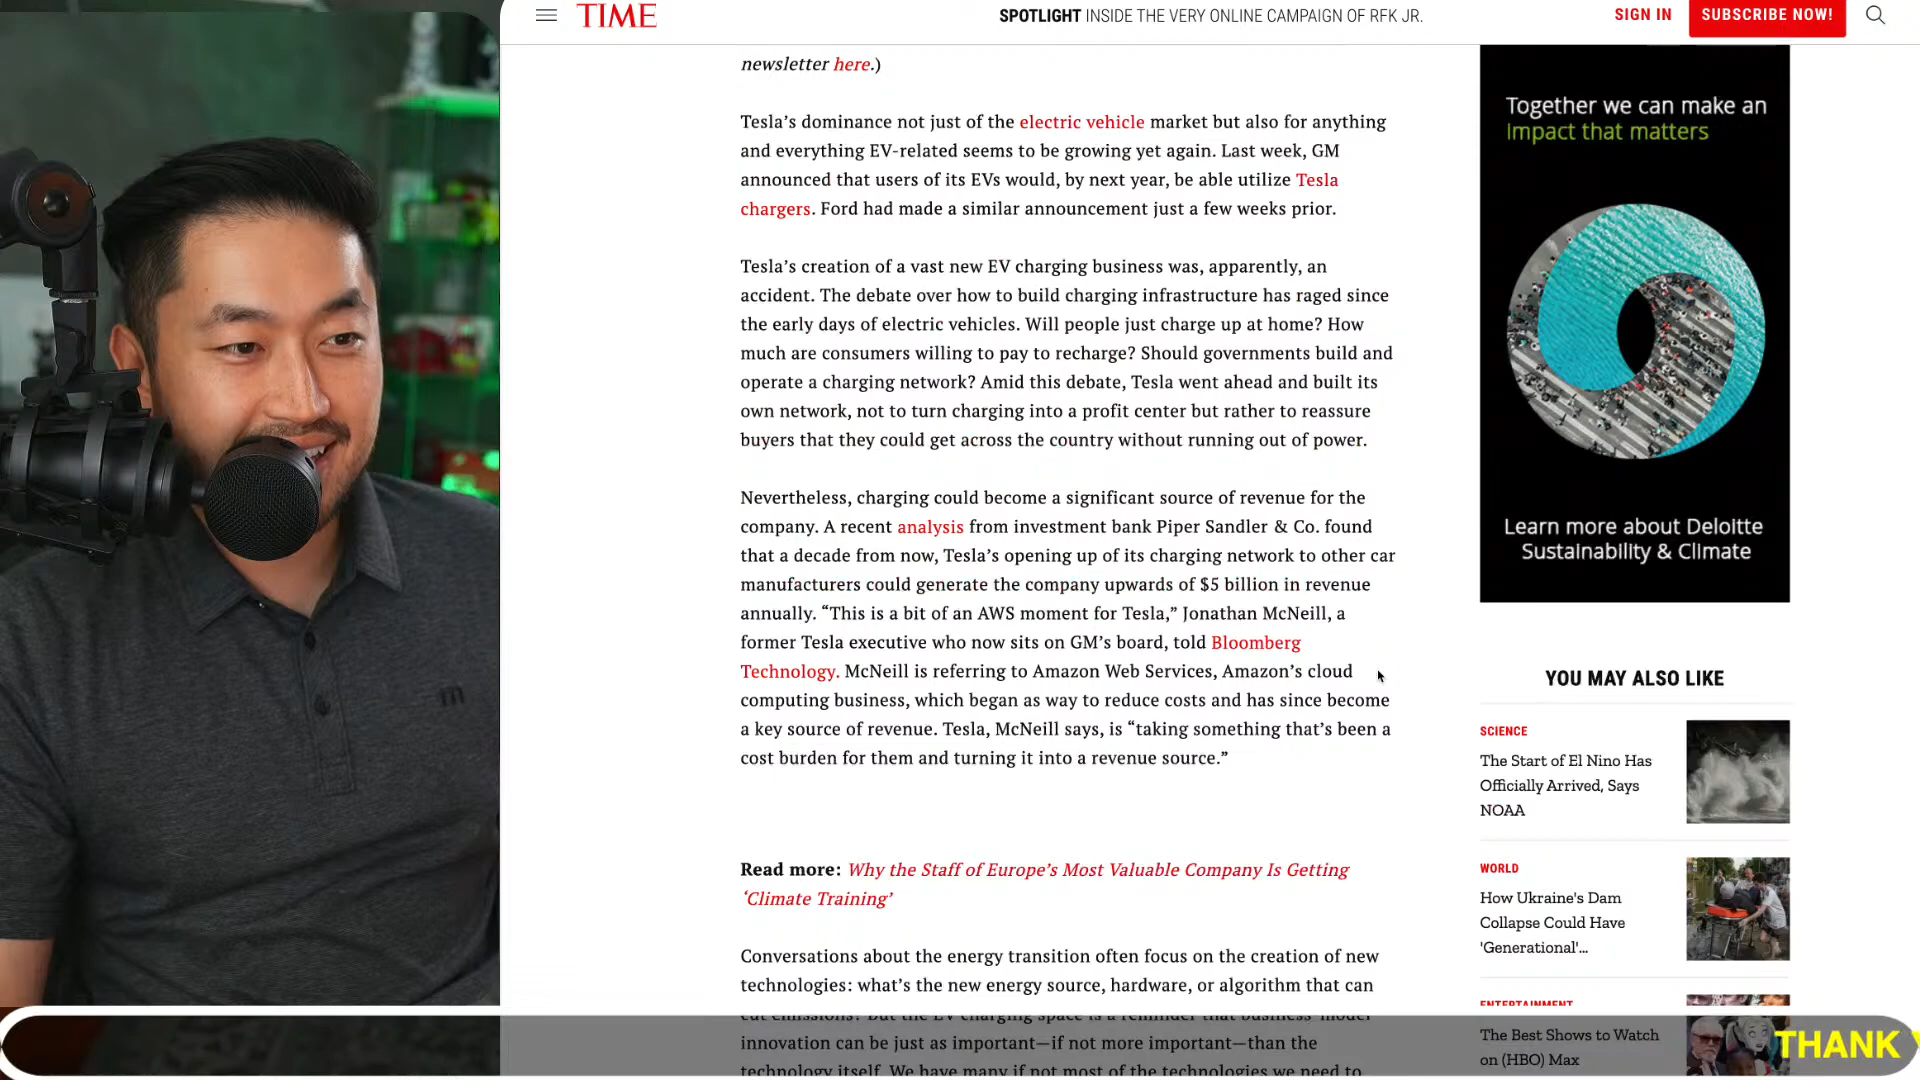 TIME
SPOTLIGHT INSIDE THE VERY ONLINE CAMPAIGN OF RFK JR.
SIGN IN
SUBSCRIBE NOW!
newsletter here.)
Tesla’s dominance not just of the electric vehicle market but also for anything
and everything EV-related seems to be growing yet again. Last week, GM
announced that users of its EVs would, by next year, be able utilize Tesla
chargers. Ford had made a similar announcement just a few weeks prior.
Tesla’s creation of a vast new EV charging business was, apparently, an
accident. The debate over how to build charging infrastructure has raged since
the early days of electric vehicles. Will people just charge up at home? How
much are consumers willing to pay to recharge? Should governments build and
operate a charging network? Amid this debate, Tesla went ahead and built its
own network, not to turn charging into a profit center but rather to reassure
buyers that they could get across the country without running out of power.
Nevertheless, charging could become a significant source of revenue for the
company. A recent analysis from investment bank Piper Sandler & Co. found
that a decade from now, Tesla’s opening up of its charging network to other car
manufacturers could generate the company upwards of $5 billion in revenue
annually. “This is a bit of an AWS moment for Tesla,” Jonathan McNeill, a
former Tesla executive who now sits on GM’s board, told Bloomberg
Technology. McNeill is referring to Amazon Web Services, Amazon’s cloud
computing business, which began as way to reduce costs and has since become
a key source of revenue. Tesla, McNeill says, is “taking something that’s been a
cost burden for them and turning it into a revenue source.”
Read more: Why the Staff of Europe’s Most Valuable Company Is Getting
‘Climate Training’
Conversations about the energy transition often focus on the creation of new
technologies: what’s the new energy source, hardware, or algorithm that can
cut emissions? But the EV charging space is a reminder that business model
innovation can be just as important—if not more important—than the
technology itself. We have many if not most of the technologies we need to
Together we can make an
impact that matters
Learn more about Deloitte
Sustainability & Climate
YOU MAY ALSO LIKE
SCIENCE
The Start of El Nino Has
Officially Arrived, Says
NOAA
WORLD
How Ukraine's Dam
Collapse Could Have
'Generational'...
ENTERTAINMENT
The Best Shows to Watch
on (HBO) Max
THANK